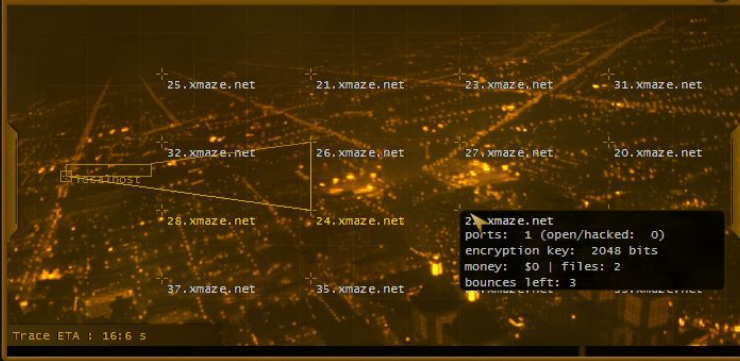 25.xmaze.net 21.xmaze.net 23.xmaze.net 31.xmaze.net
32.xmaze.net 26.xmaze.net 27.xmaze.net 20.xmaze.net
localhost
28.xmaze.net 24.xmaze.net xmaze.net
ports: 1 (open/hacked: 0)
encryption key: 2048 bits
money: $0 | files: 2
bounces left: 3
37.xmaze.net 35.xmaze.net
Trace ETA : 16:6 s